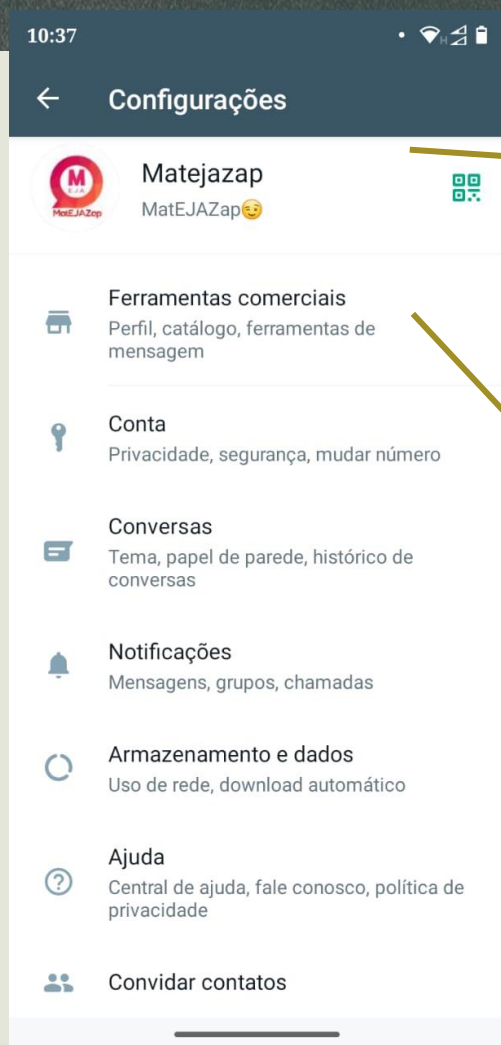 10:37
H
Configurações
M
EJA
MatEJAZap
Matejazap
MatEJAZap😏
Ferramentas comerciais
Perfil, catálogo, ferramentas de
mensagem
Conta
Privacidade, segurança, mudar número
Conversas
Tema, papel de parede, histórico de
conversas
Notificações
Mensagens, grupos, chamadas
Armazenamento e dados
Uso de rede, download automático
Ajuda
Central de ajuda, fale conosco, política de
privacidade
Convidar contatos